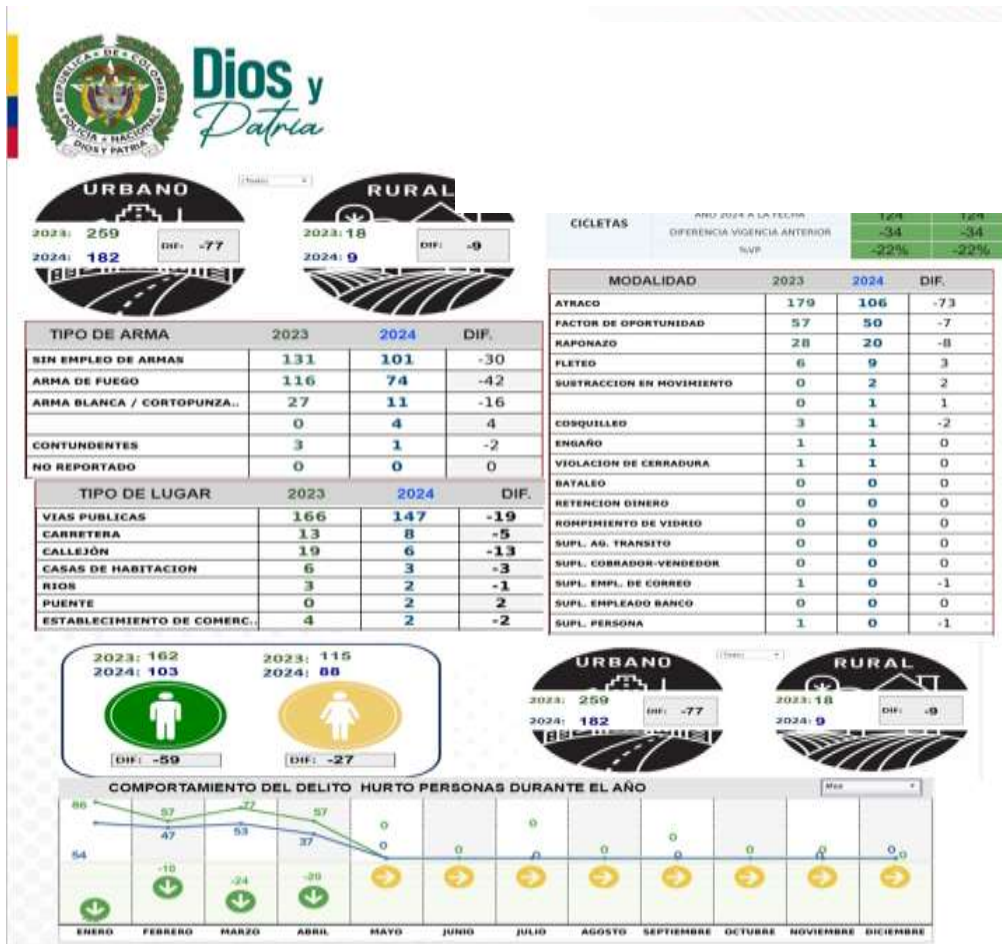 REPÚBLICA DE COLOMBIA
POLICÍA NACIONAL
DIOS Y PATRIA
Dios y
Patria
URBANO
2023: 259
2024: 182
DIF: -77
RURAL
2023: 18
2024: 9
DIF: -9
CICLETAS
AÑO 2024 A LA FECHA 124 124
DIFERENCIA VIGENCIA ANTERIOR -34 -34
-22% -22%
TIPO DE ARMA 2023 2024 DIF.
SIN EMPLEO DE ARMAS 131 101 -30
ARMA DE FUEGO 116 74 -42
ARMA BLANCA / CORTOPUNZA.. 27 11 -16
0 4 4
CONTUNDENTES 3 1 -2
NO REPORTADO 0 0 0
TIPO DE LUGAR 2023 2024 DIF.
VIAS PUBLICAS 166 147 -19
CARRETERA 13 8 -5
CALLEJÓN 19 6 -13
CASAS DE HABITACION 6 3 -3
RIOS 3 2 -1
PUENTE 0 2 2
ESTABLECIMIENTO DE COMERC.. 4 2 -2
MODALIDAD 2023 2024 DIF.
ATRACO 179 106 -73
FACTOR DE OPORTUNIDAD 57 50 -7
RAPONAZO 28 20 -8
FLETEO 6 9 3
SUSTRACCION EN MOVIMIENTO 0 2 2
0 1 1
COSQUILLEO 3 1 -2
ENGAÑO 1 1 0
VIOLACION DE CERRADURA 1 1 0
BATALEO 0 0 0
RETENCION DINERO 0 0 0
ROMPIMIENTO DE VIDRIO 0 0 0
SUPL. AG. TRANSITO 0 0 0
SUPL. COBRADOR-VENDEDOR 0 0 0
SUPL. EMPL. DE CORREO 1 0 -1
SUPL. EMPLEADO BANCO 0 0 0
SUPL. PERSONA 1 0 -1
2023: 162
2024: 103
DIF: -59
2023: 115
2024: 88
DIF: -27
URBANO
2023: 259
2024: 182
DIF: -77
RURAL
2023: 18
2024: 9
DIF: -9
COMPORTAMIENTO DEL DELITO HURTO PERSONAS DURANTE EL AÑO
Mes
86 57 77 57 0 0 0 0 0 0 0 0
54 47 53 37 0 0 0 0 0
-10 -24 -20
ENERO FEBRERO MARZO ABRIL MAYO JUNIO JULIO AGOSTO SEPTIEMBRE OCTUBRE NOVIEMBRE DICIEMBRE